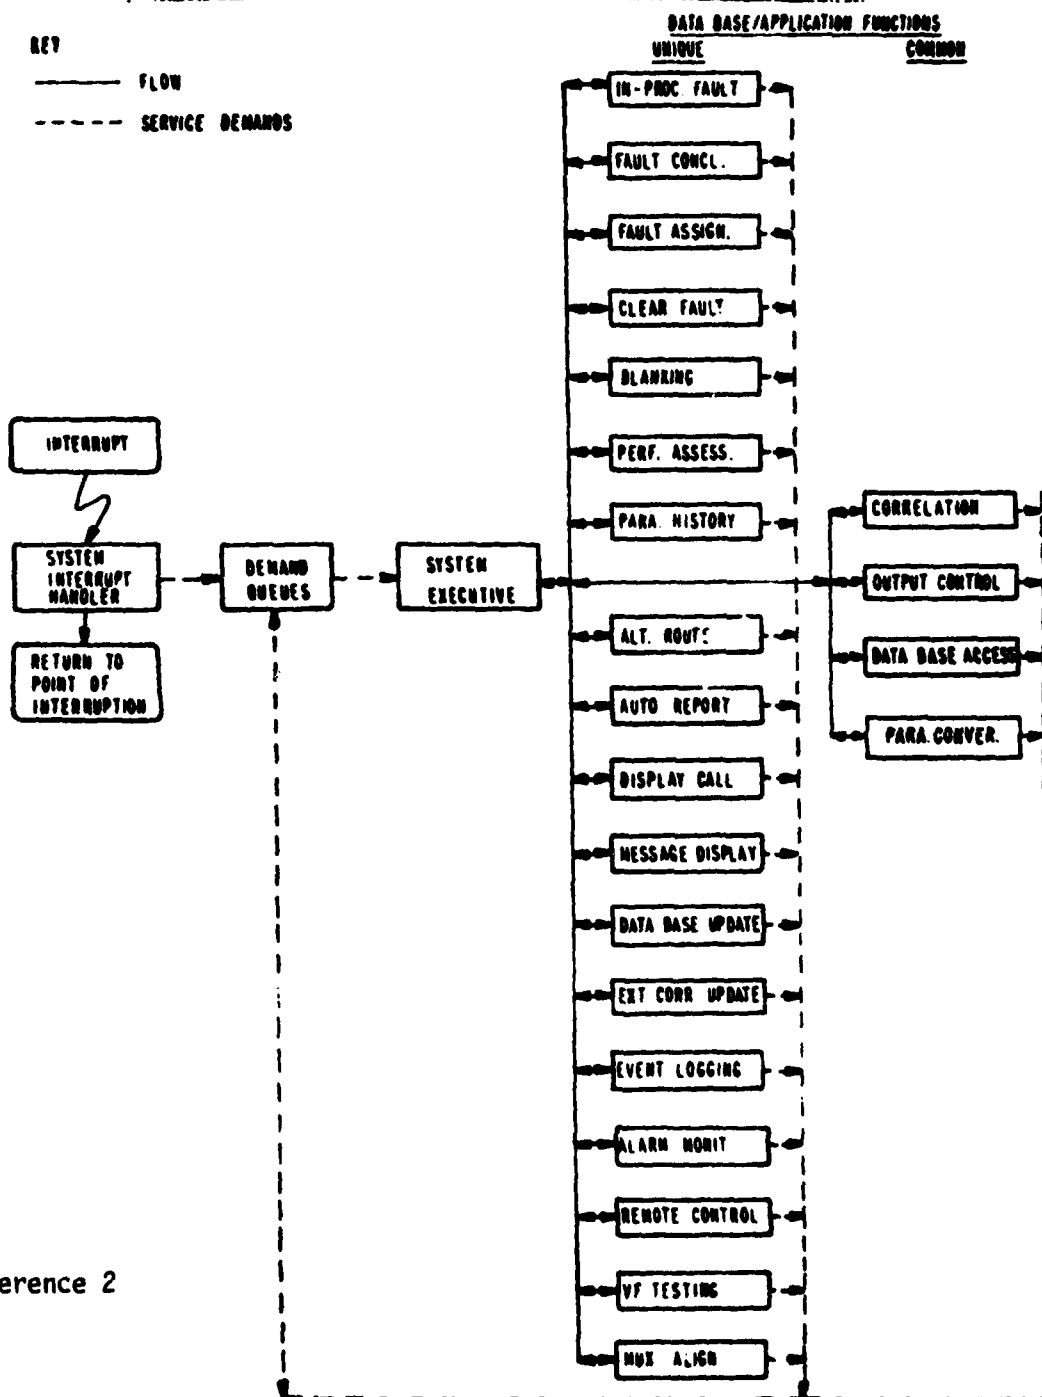 DATA BASE/APPLICATION FUNCTIONS
UNIQUE
COMMON
KEY
FLOW
SERVICE DEMANDS
IN-PROC. FAULT
FAULT CONCL.
FAULT ASSIGN.
CLEAR FAULT
BLANKING
PERF. ASSESS.
PARA. HISTORY
ALT. ROUTE
AUTO REPORT
DISPLAY CALL
MESSAGE DISPLAY
DATA BASE UPDATE
EXT CORR UPDATE
EVENT LOGGING
ALARM MONIT
REMOTE CONTROL
VF TESTING
MUX ALIGN
INTERRUPT
SYSTEM
INTERRUPT
HANDLER
RETURN TO
POINT OF
INTERRUPTION
DEMAND
QUEUES
SYSTEM
EXECUTIVE
CORRELATION
OUTPUT CONTROL
DATA BASE ACCESS
PARA.CONVER.
erence 2